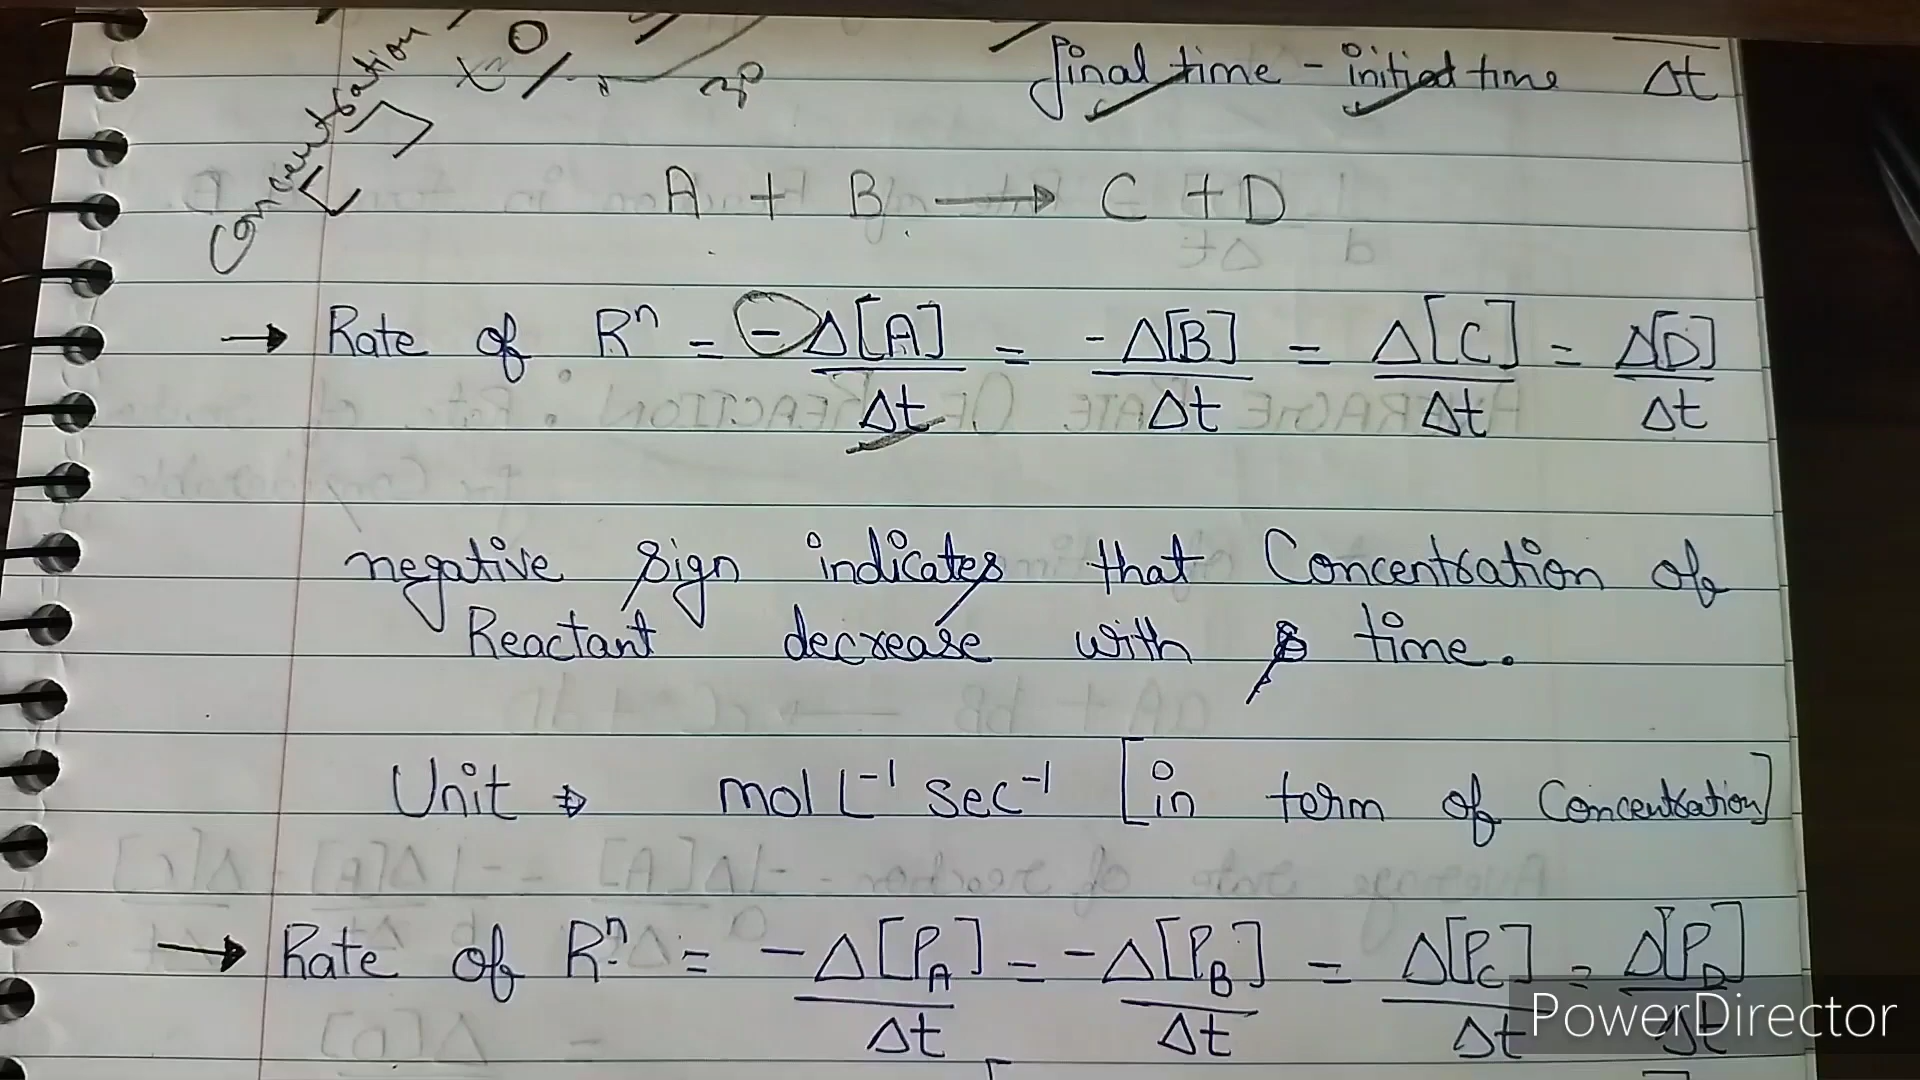 Concentration [ ]
final time - initial time Δt
A + B → C + D
→ Rate of Rⁿ = -Δ[A]/Δt = -Δ[B]/Δt = Δ[C]/Δt = Δ[D]/Δt
negative sign indicates that Concentration of
Reactant decrease with time.
Unit → mol L⁻¹ sec⁻¹ [in term of Concentration]
→ Rate of Rⁿ = -Δ[P_A]/Δt = -Δ[P_B]/Δt = Δ[P_C]/Δt = Δ[P_D]/Δt
PowerDirector